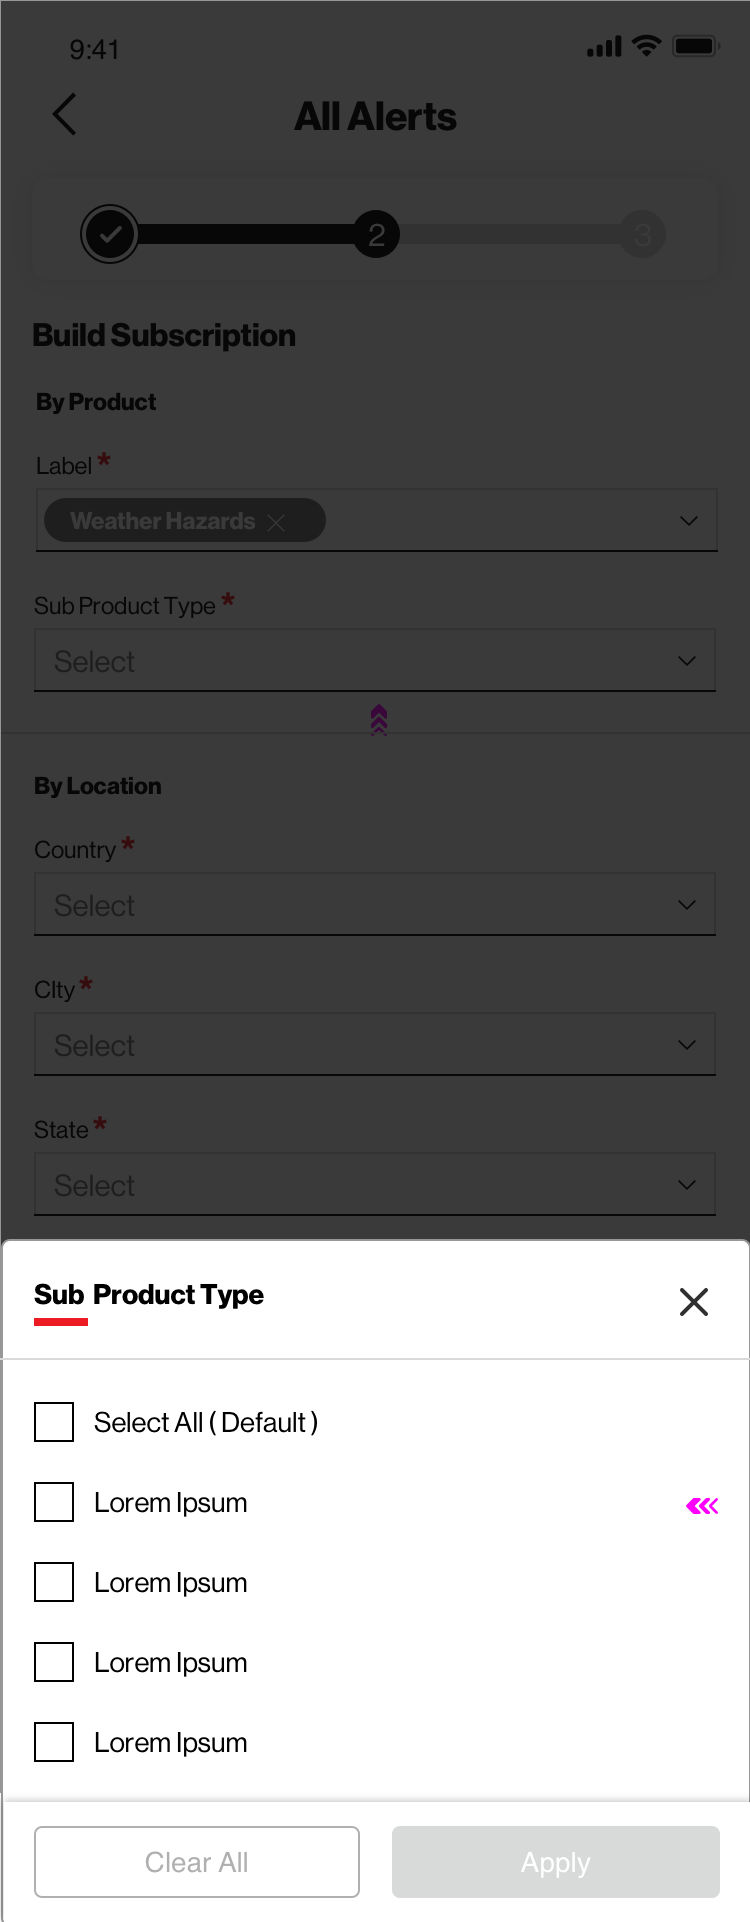 9:41
All Alerts
2
3
Build Subscription
By Product
Label *
Weather Hazards
Sub Product Type *
Select
By Location
Country *
Select
CIty *
Select
State *
Select
Sub Product Type
Select All ( Default )
Lorem Ipsum
Lorem Ipsum
Lorem Ipsum
Lorem Ipsum
Clear All
Apply